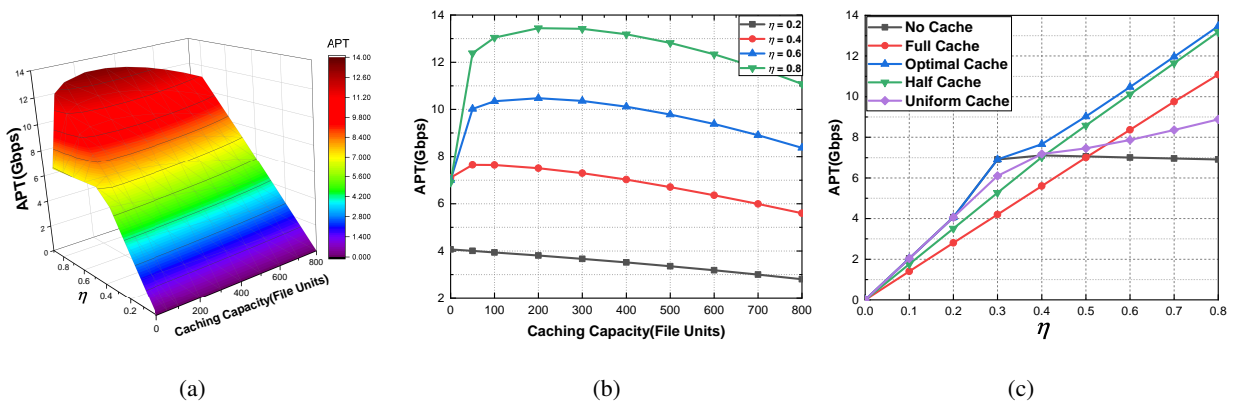 APT
14.00
12.60
11.20
9.800
8.400
7.000
5.600
4.200
2.800
1.400
0.000
14
12
10
8
6
4
2
0
APT(Gbps)
0.8
0.6
0.4
0.2
η
0
200
400
600
800
Caching Capacity(File Units)
(a)
14
12
10
8
6
4
2
APT(Gbps)
η = 0.2
η = 0.4
η = 0.6
η = 0.8
0 100 200 300 400 500 600 700 800
Caching Capacity(File Units)
(b)
14
12
10
8
6
4
2
0
APT(Gbps)
No Cache
Full Cache
Optimal Cache
Half Cache
Uniform Cache
0.0 0.1 0.2 0.3 0.4 0.5 0.6 0.7 0.8
η
(c)